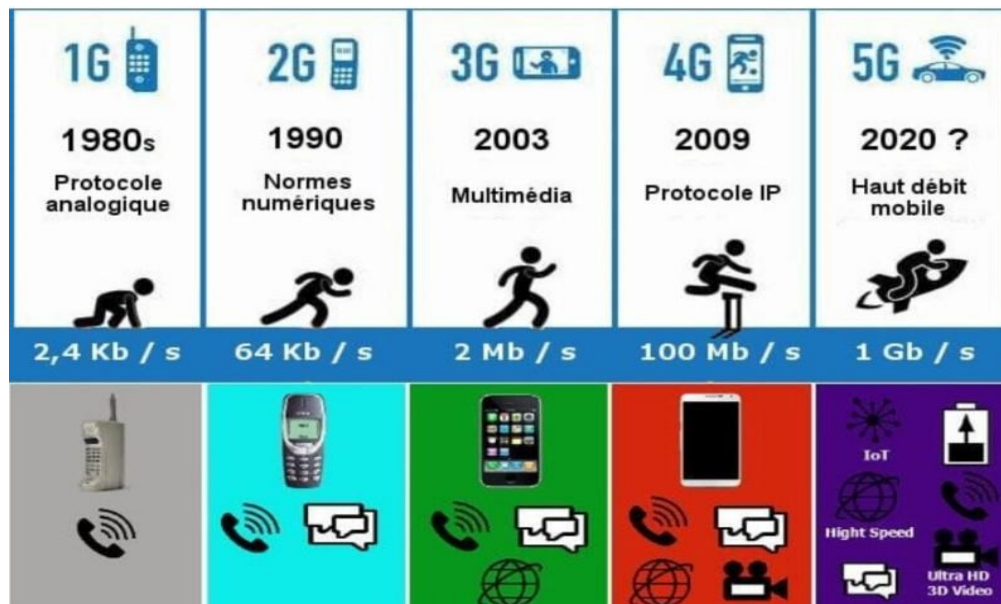 1G
1980s
Protocole
analogique
2,4 Kb / s
2G
1990
Normes
numériques
64 Kb / s
3G
2003
Multimédia
2 Mb / s
4G
2009
Protocole IP
100 Mb / s
5G
2020 ?
Haut débit
mobile
1 Gb / s
IoT
Hight Speed
Ultra HD
3D Video